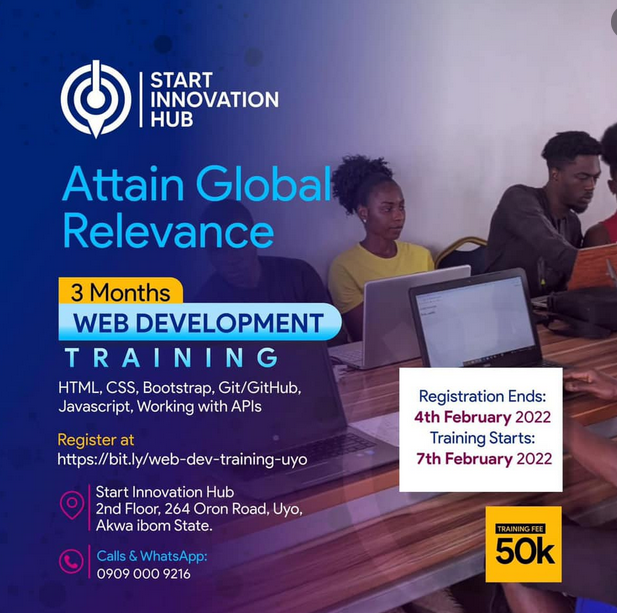 START
INNOVATION
HUB
Attain Global
Relevance
3 Months
WEB DEVELOPMENT
TRAINING
HTML, CSS, Bootstrap, Git/GitHub,
Javascript, Working with APIs
Register at
https://bit.ly/web-dev-training-uyo
Start Innovation Hub
2nd Floor, 264 Oron Road, Uyo,
Akwa ibom State.
Calls & WhatsApp:
0909 000 9216
Registration Ends:
4th February 2022
Training Starts:
7th February 2022
TRAINING FEE
50k